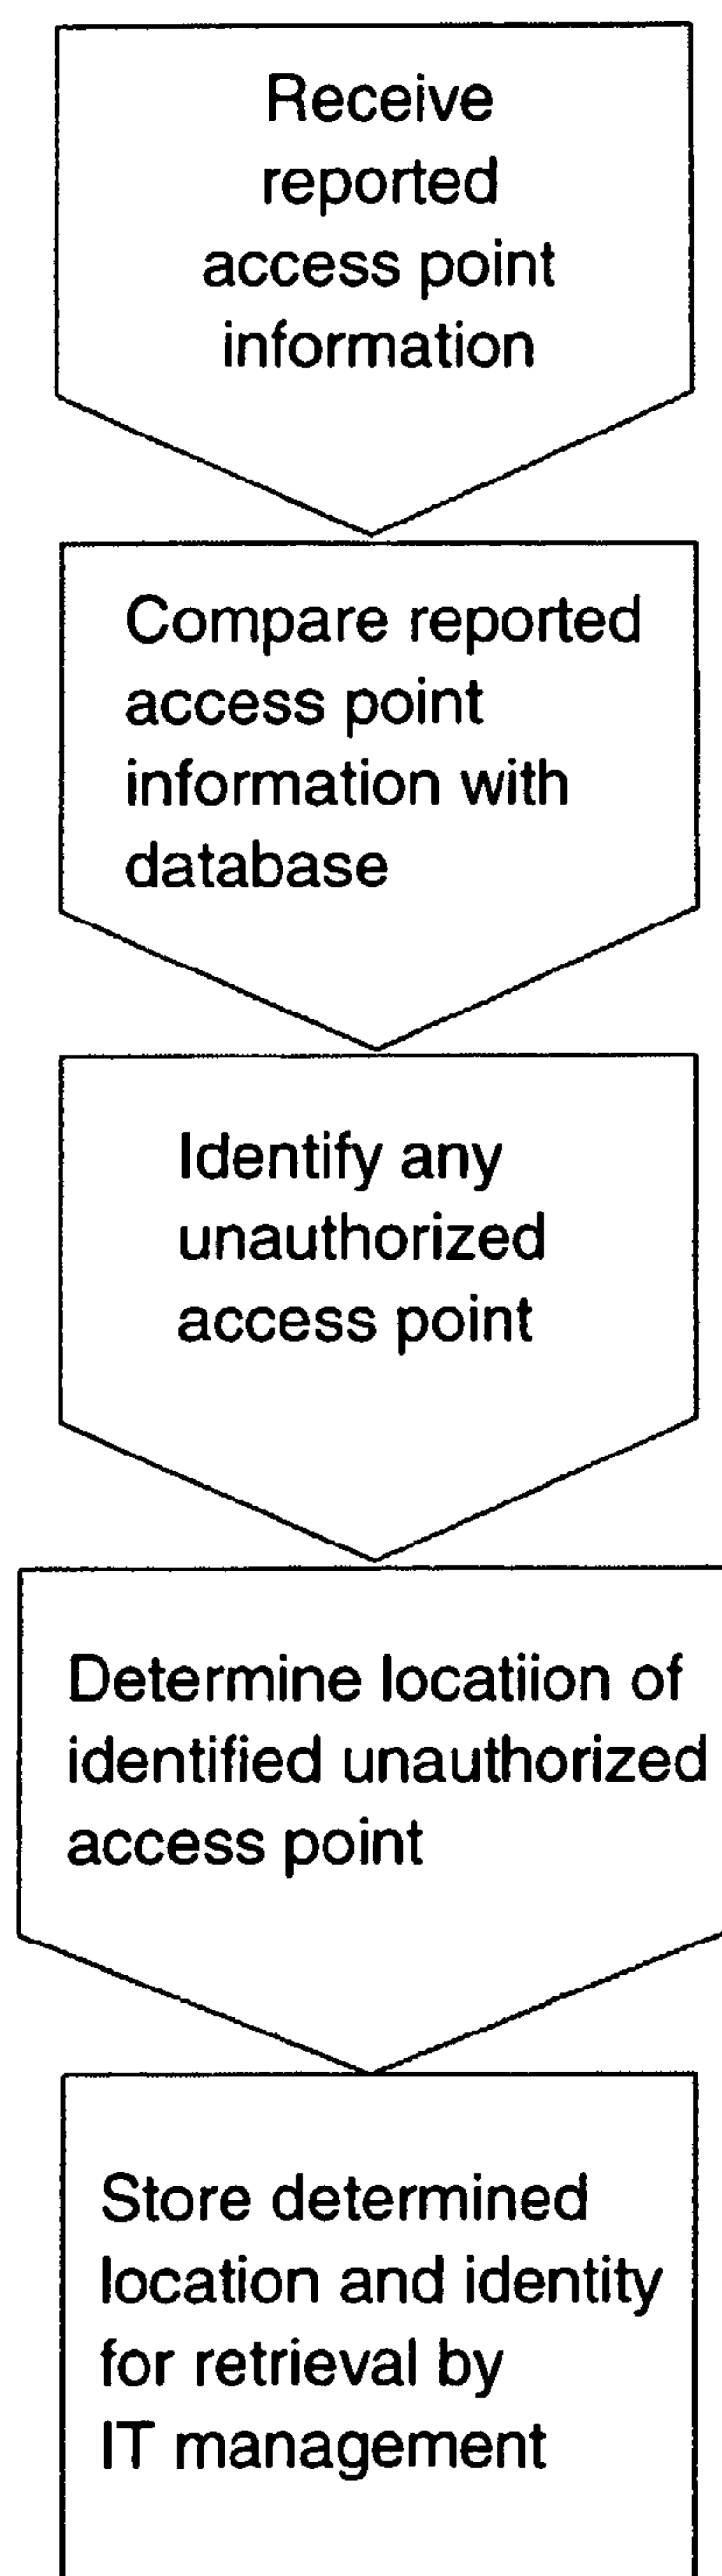 Receive
reported
access point
information
Compare reported
access point
information with
database
Identify any
unauthorized
access point
Determine locatiion of
identified unauthorized
access point
Store determined
location and identity
for retrieval by
IT management